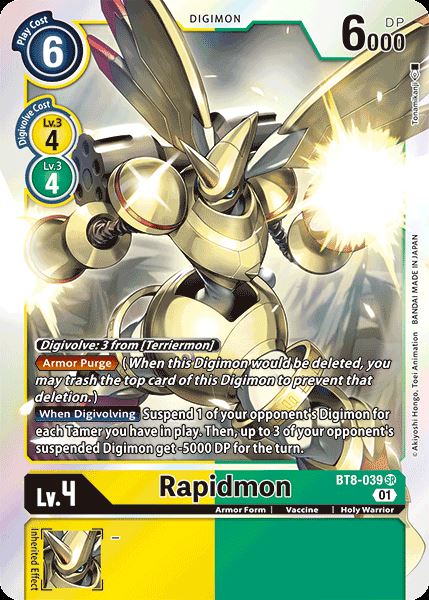 Play Cost
6
DIGIMON
DP
6000
Digivolve Cost
Lv.3
4
Lv.3
4
Tonamikanji
Digivolve: 3 from [Terriermon]
Armor Purge (When this Digimon would be deleted, you
may trash the top card of this Digimon to prevent that
deletion.)
When Digivolving Suspend 1 of your opponent's Digimon for
each Tamer you have in play. Then, up to 3 of your opponent's
suspended Digimon get -5000 DP for the turn.
©Akiyoshi Hongo, Toei Animation BANDAI MADE IN JAPAN
Lv.4
Rapidmon
BT8-039 SR
01
Armor Form | Vaccine | Holy Warrior
Inherited Effect
-